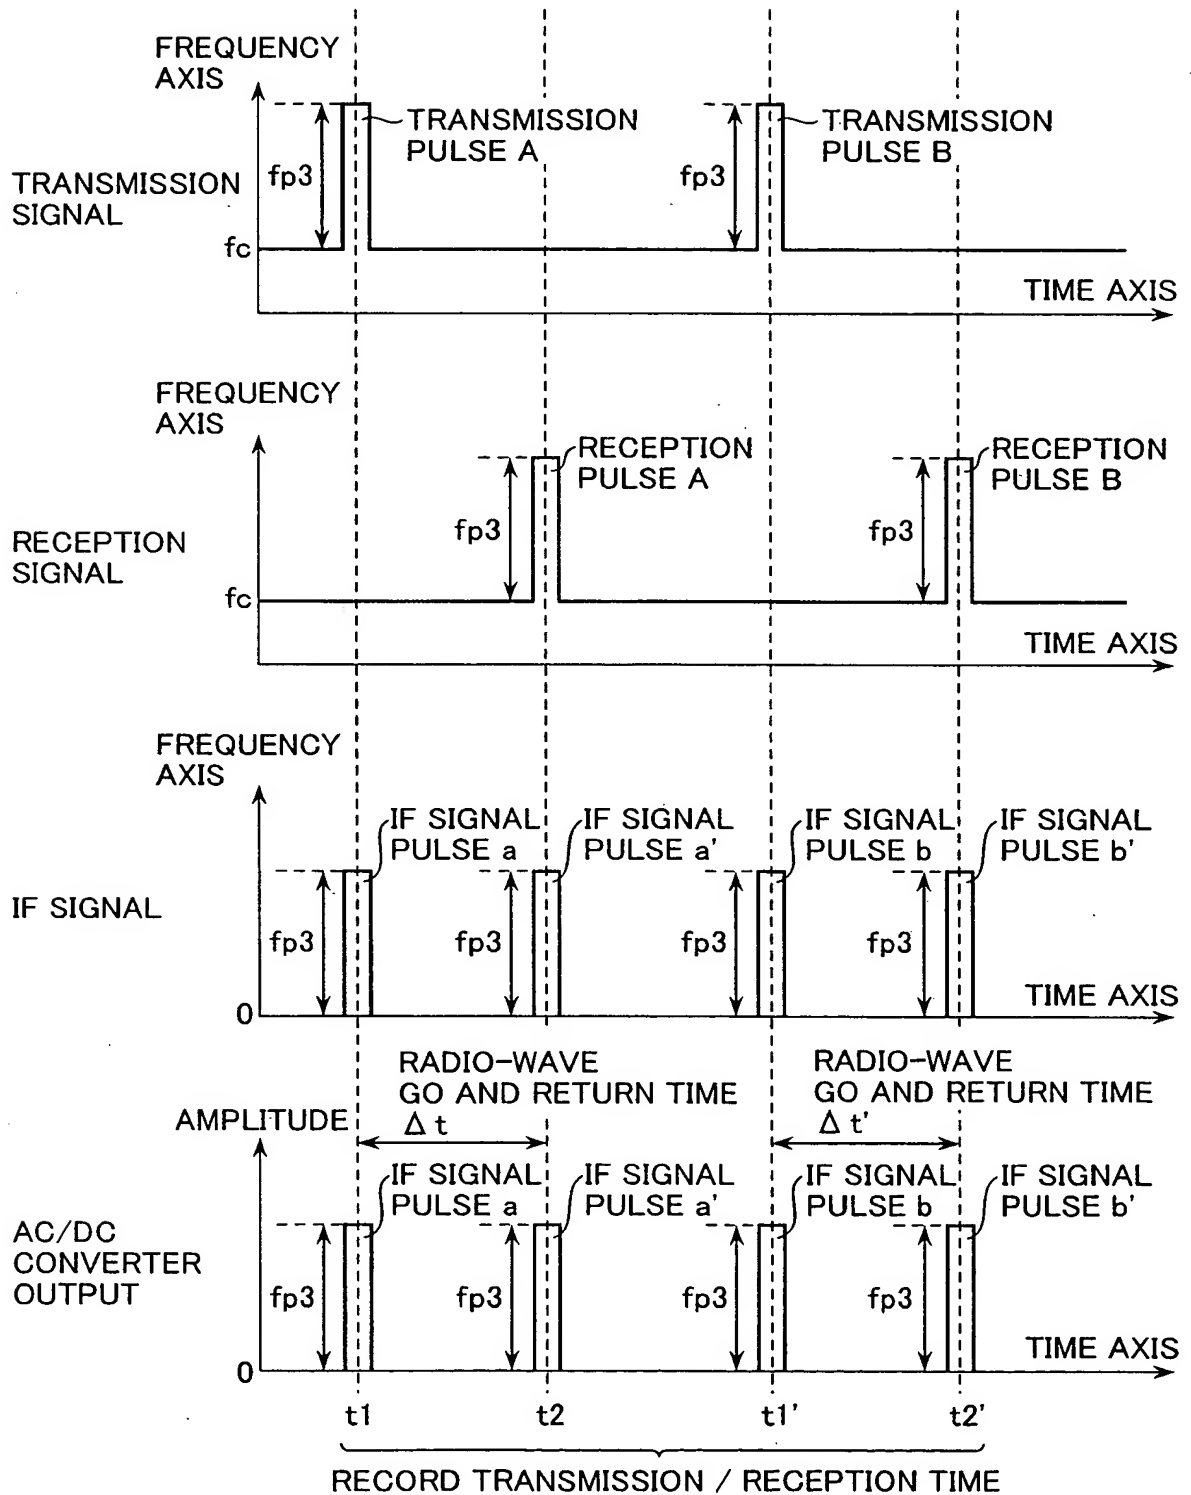 FREQUENCY
AXIS
TRANSMISSION
PULSE A
TRANSMISSION
PULSE B
fp3
fp3
TRANSMISSION
SIGNAL
fc
TIME AXIS
FREQUENCY
AXIS
RECEPTION
PULSE A
RECEPTION
PULSE B
fp3
fp3
RECEPTION
SIGNAL
fc
TIME AXIS
FREQUENCY
AXIS
IF SIGNAL
PULSE a
IF SIGNAL
PULSE a'
IF SIGNAL
PULSE b
IF SIGNAL
PULSE b'
IF SIGNAL
fp3
fp3
fp3
fp3
0
TIME AXIS
RADIO-WAVE
GO AND RETURN TIME
Δt
RADIO-WAVE
GO AND RETURN TIME
Δt'
AMPLITUDE
IF SIGNAL
PULSE a
IF SIGNAL
PULSE a'
IF SIGNAL
PULSE b
IF SIGNAL
PULSE b'
AC/DC
CONVERTER
OUTPUT
fp3
fp3
fp3
fp3
0
TIME AXIS
t1
t2
t1'
t2'
RECORD TRANSMISSION / RECEPTION TIME